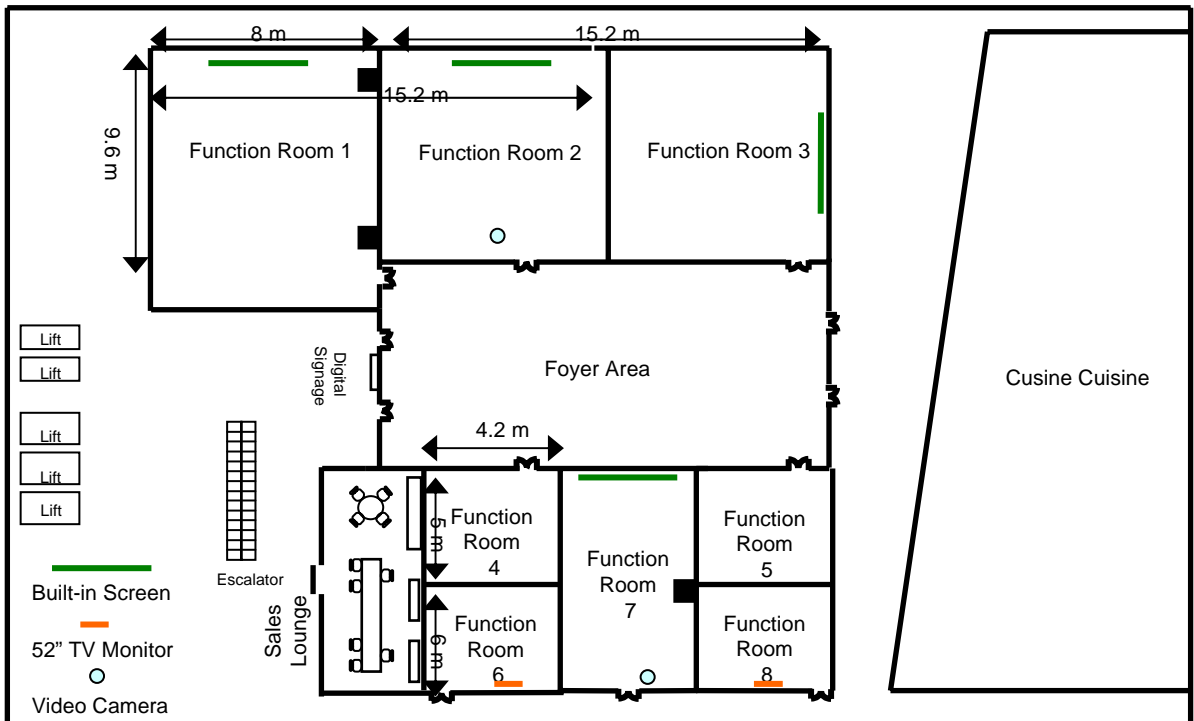 8 m
15.2 m
15.2 m
9.6 m
Function Room 1
Function Room 2
Function Room 3
Lift
Lift
Lift
Lift
Lift
Digital
Signage
Foyer Area
Cusine Cuisine
4.2 m
5 m
Function
Room
4
Function
Room
7
Function
Room
5
6 m
Function
Room
6
Function
Room
8
Escalator
Sales
Lounge
Built-in Screen
52” TV Monitor
Video Camera